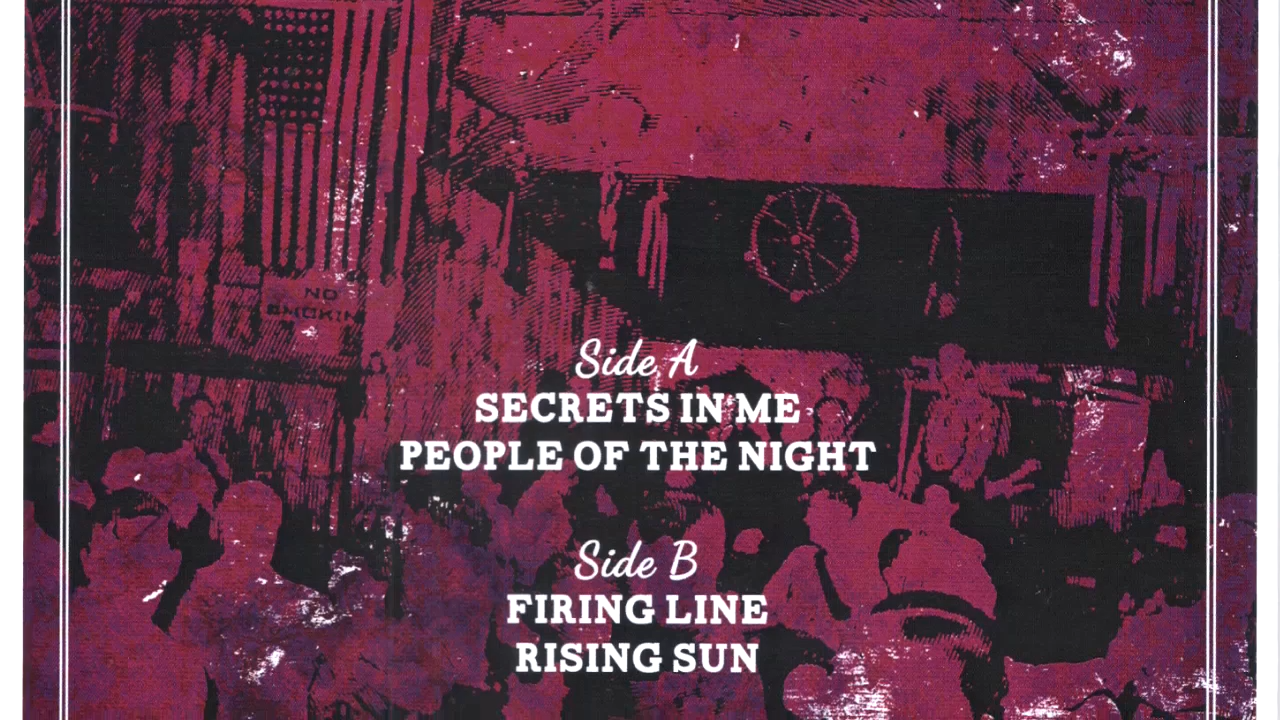 NO
SMOKIN
Side A
SECRETS IN ME
PEOPLE OF THE NIGHT
Side B
FIRING LINE
RISING SUN